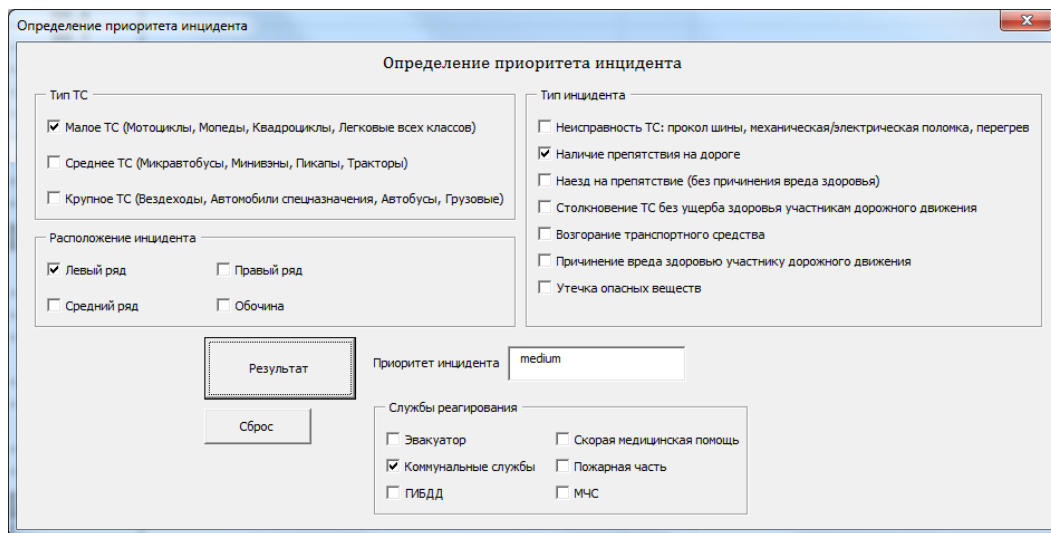 Определение приоритета инцидента
Определение приоритета инцидента
Тип ТС
Малое ТС (Мотоциклы, Мопеды, Квадроциклы, Легковые всех классов)
Среднее ТС (Микравтобусы, Минивэны, Пикапы, Тракторы)
Крупное ТС (Вездеходы, Автомобили спецназначения, Автобусы, Грузовые)
Тип инцидента
Неисправность ТС: прокол шины, механическая/электрическая поломка, перегрев
Наличие препятствия на дороге
Наезд на препятствие (без причинения вреда здоровья)
Столкновение ТС без ущерба здоровья участникам дорожного движения
Возгорание транспортного средства
Причинение вреда здоровью участнику дорожного движения
Утечка опасных веществ
Расположение инцидента
Левый ряд Правый ряд
Средний ряд Обочина
Результат
Приоритет инцидента medium
Сброс
Службы реагирования
Эвакуатор Скорая медицинская помощь
Коммунальные службы Пожарная часть
ГИБДД МЧС